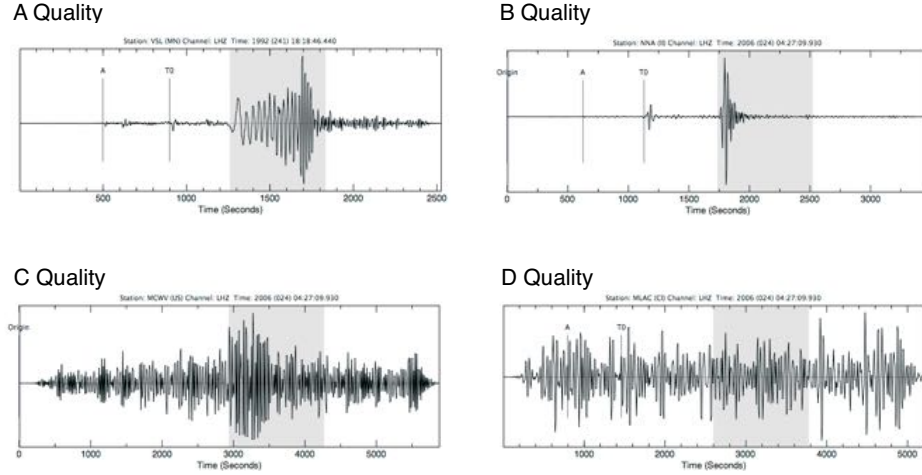 A Quality
Station: VSL (MN) Channel: LHZ Time: 1992 (241) 18:18:46.440
A T0
500 1000 1500 2000 2500
Time (Seconds)
B Quality
Station: NNA (II) Channel: LHZ Time: 2006 (024) 04:27:09.930
Origin A T0
0 500 1000 1500 2000 2500 3000
Time (Seconds)
C Quality
Station: MCWV (US) Channel: LHZ Time: 2006 (024) 04:27:09.930
Origin
0 1000 2000 3000 4000 5000
Time (Seconds)
D Quality
Station: MLAC (CI) Channel: LHZ Time: 2006 (024) 04:27:09.930
A T0
0 1000 2000 3000 4000 5000
Time (Seconds)